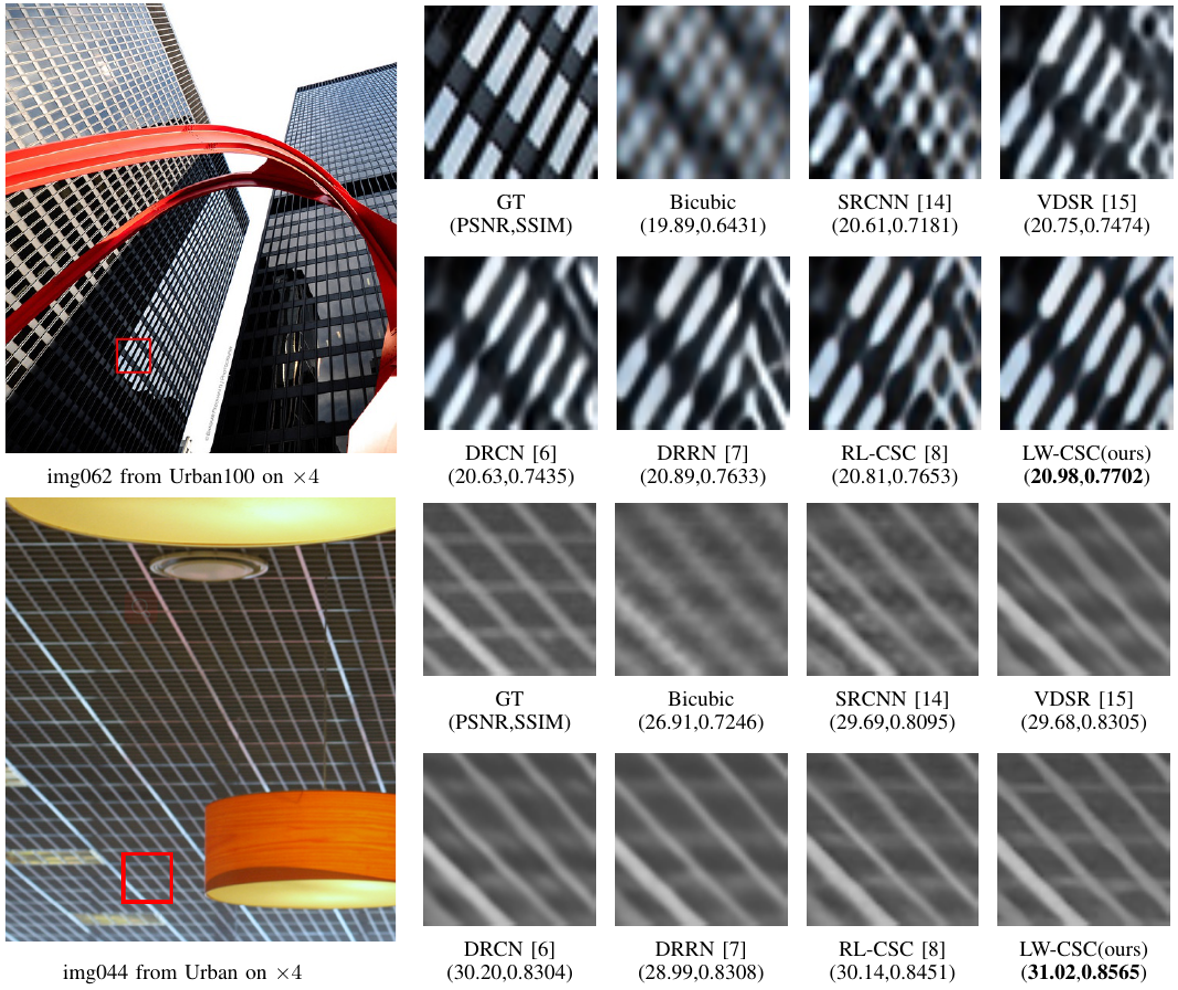 GT
(PSNR,SSIM)
Bicubic
(19.89,0.6431)
SRCNN [14]
(20.61,0.7181)
VDSR [15]
(20.75,0.7474)
DRCN [6]
(20.63,0.7435)
DRRN [7]
(20.89,0.7633)
RL-CSC [8]
(20.81,0.7653)
LW-CSC(ours)
(20.98,0.7702)
img062 from Urban100 on ×4
GT
(PSNR,SSIM)
Bicubic
(26.91,0.7246)
SRCNN [14]
(29.69,0.8095)
VDSR [15]
(29.68,0.8305)
DRCN [6]
(30.20,0.8304)
DRRN [7]
(28.99,0.8308)
RL-CSC [8]
(30.14,0.8451)
LW-CSC(ours)
(31.02,0.8565)
img044 from Urban on ×4